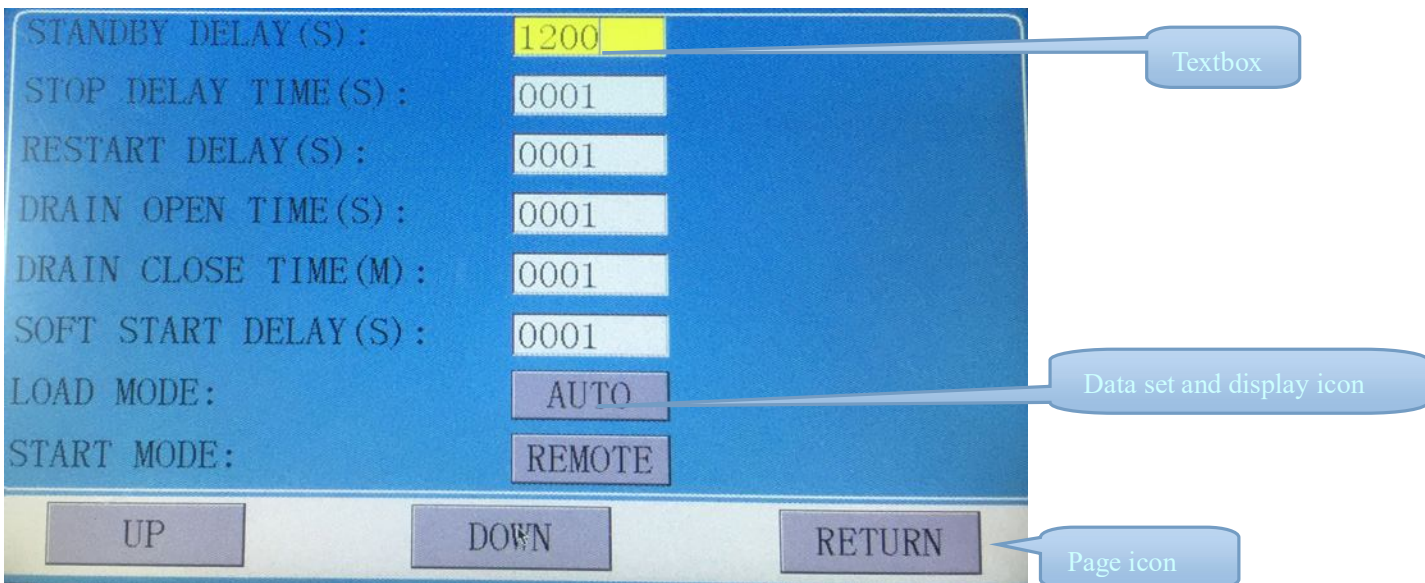 STANDBY DELAY(S): 1200
Textbox
STOP DELAY TIME(S): 0001
RESTART DELAY(S): 0001
DRAIN OPEN TIME(S): 0001
DRAIN CLOSE TIME(M): 0001
SOFT START DELAY(S): 0001
LOAD MODE: AUTO
Data set and display icon
START MODE: REMOTE
UP DOWN RETURN
Page icon